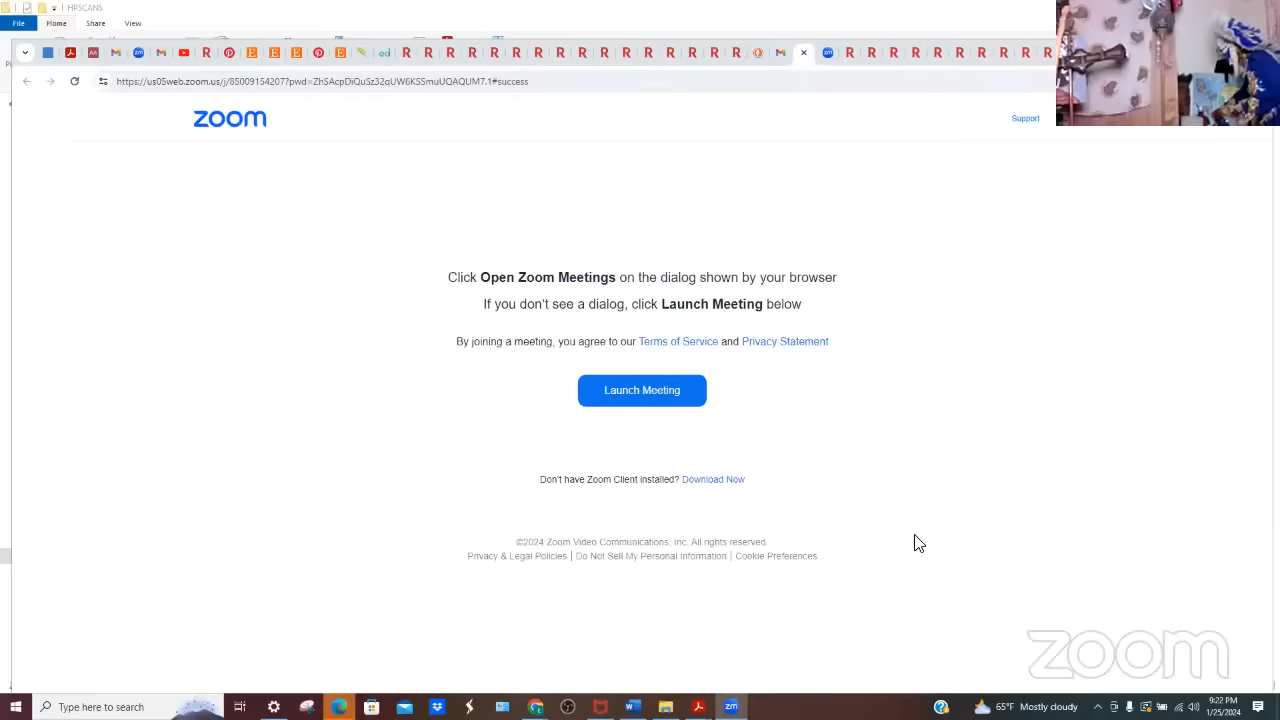 HPSCANS
File Home Share View
https://us05web.zoom.us/j/85009154207?pwd=ZhSAcpDiQuSz32qUW6KSSmuUQAQUM7.1#success
zoom
Support
Click Open Zoom Meetings on the dialog shown by your browser
If you don't see a dialog, click Launch Meeting below
By joining a meeting, you agree to our Terms of Service and Privacy Statement
Launch Meeting
Don't have Zoom Client installed? Download Now
©2024 Zoom Video Communications, Inc. All rights reserved.
Privacy & Legal Policies | Do Not Sell My Personal Information | Cookie Preferences
zoom
Type here to search
65°F Mostly cloudy
9:22 PM
1/25/2024